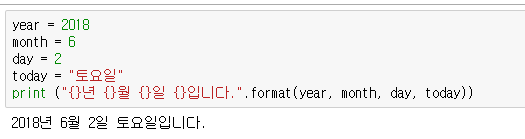 year = 2018
month = 6
day = 2
today = "토요일"
print ("{}년 {}월 {}일 {}입니다.".format(year, month, day, today))
2018년 6월 2일 토요일입니다.